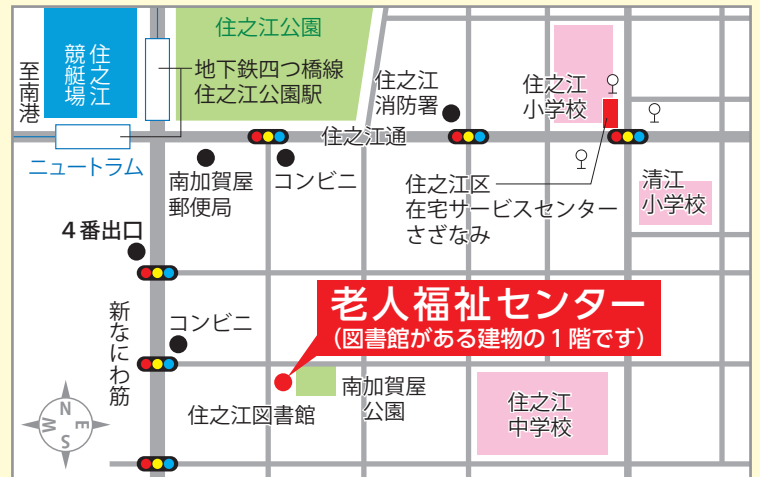 住之江公園
住之江
競艇場
至南港
地下鉄四つ橋線
住之江公園駅
住之江
消防署
住之江
小学校
住之江通
ニュートラム
南加賀屋
郵便局
コンビニ
住之江区
在宅サービスセンター
さざなみ
清江
小学校
4番出口
老人福祉センター
(図書館がある建物の1階です)
新なにわ筋
コンビニ
南加賀屋
公園
住之江図書館
住之江
中学校
N
E
W
S